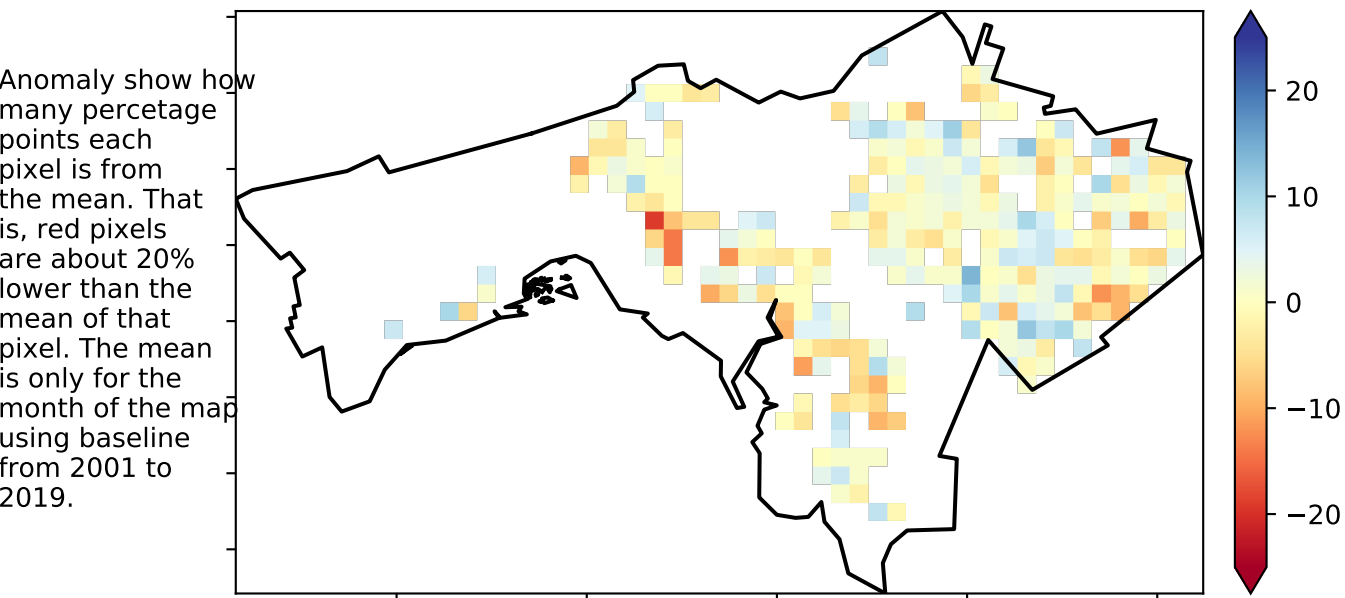 Anomaly show how
many percetage
points each
pixel is from
the mean. That
is, red pixels
are about 20%
lower than the
mean of that
pixel. The mean
is only for the
month of the map
using baseline
from 2001 to
2019.
20
10
0
−10
−20